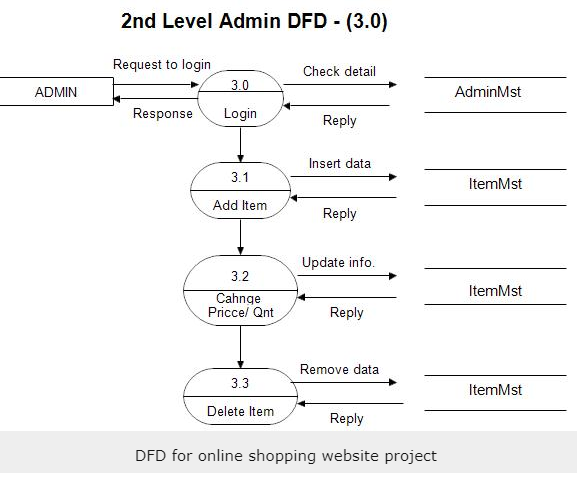 2nd Level Admin DFD - (3.0)
Request to login
3.0
Check detail
ADMIN
AdminMst
Response
Login
Reply
3.1
Insert data
ItemMst
Add Item
Reply
3.2
Update info.
ItemMst
Cahnge
Pricce/ Qnt
Reply
3.3
Remove data
ItemMst
Delete Item
Reply
DFD for online shopping website project